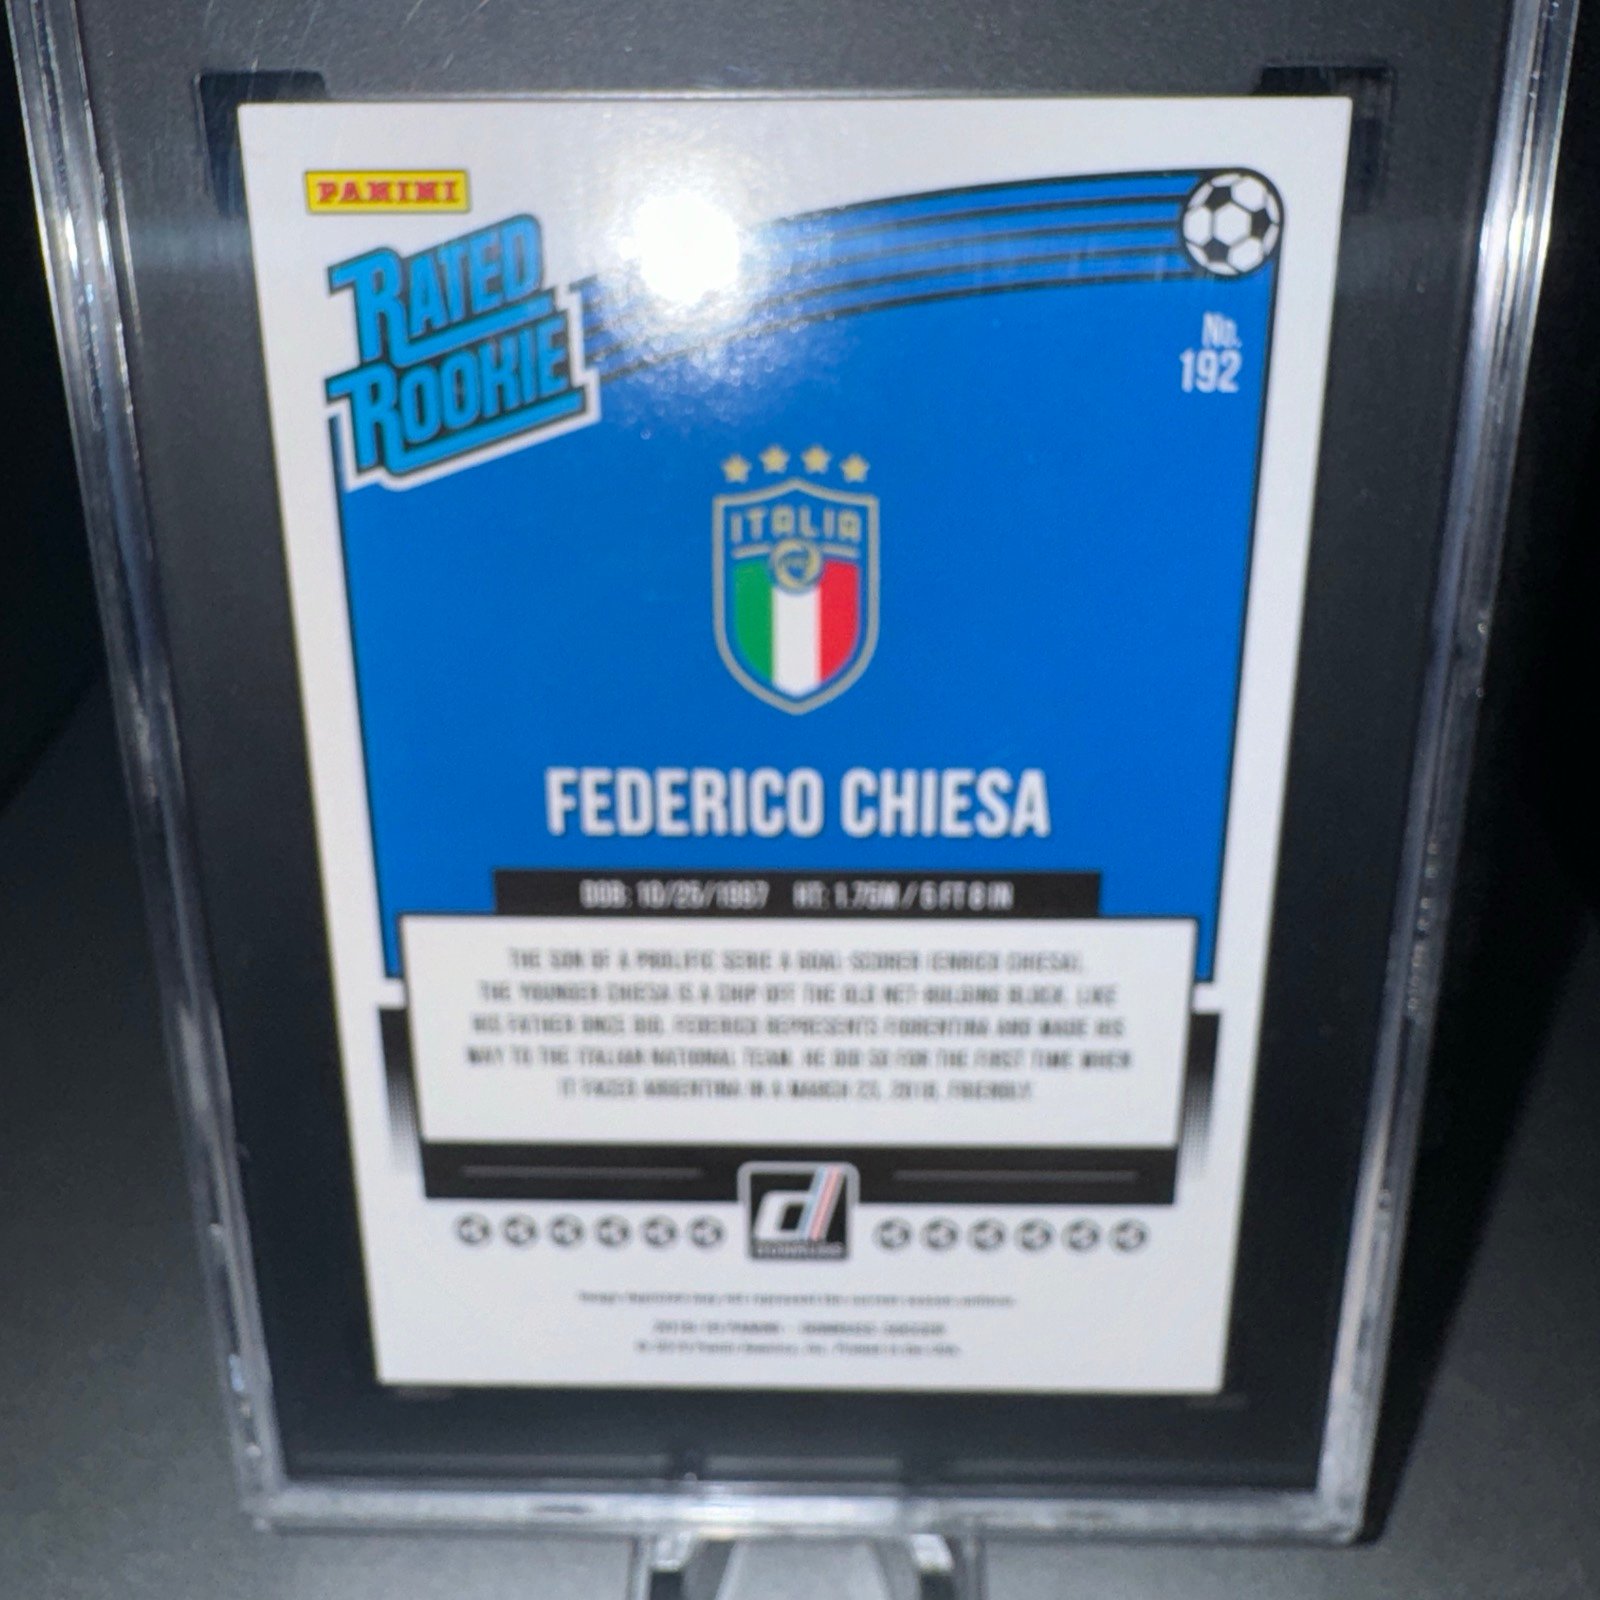 PANINI
RATED
ROOKIE
No.
192
ITALIA
FEDERICO CHIESA
DOB: 10/25/1997 HT: 1.75M / 5 FT 8 IN
THE SON OF A PROLIFIC SERIE A GOAL-SCORER (ENRICO CHIESA),
THE YOUNGER CHIESA IS A CHIP OFF THE OLD NET-BULGING BLOCK. LIKE
HIS FATHER ONCE DID, FEDERICO REPRESENTS FIORENTINA AND MADE HIS
WAY TO THE ITALIAN NATIONAL TEAM. HE DID SO FOR THE FIRST TIME WHEN
IT FACED ARGENTINA IN A MARCH 23, 2018, FRIENDLY.
d
DONRUSS